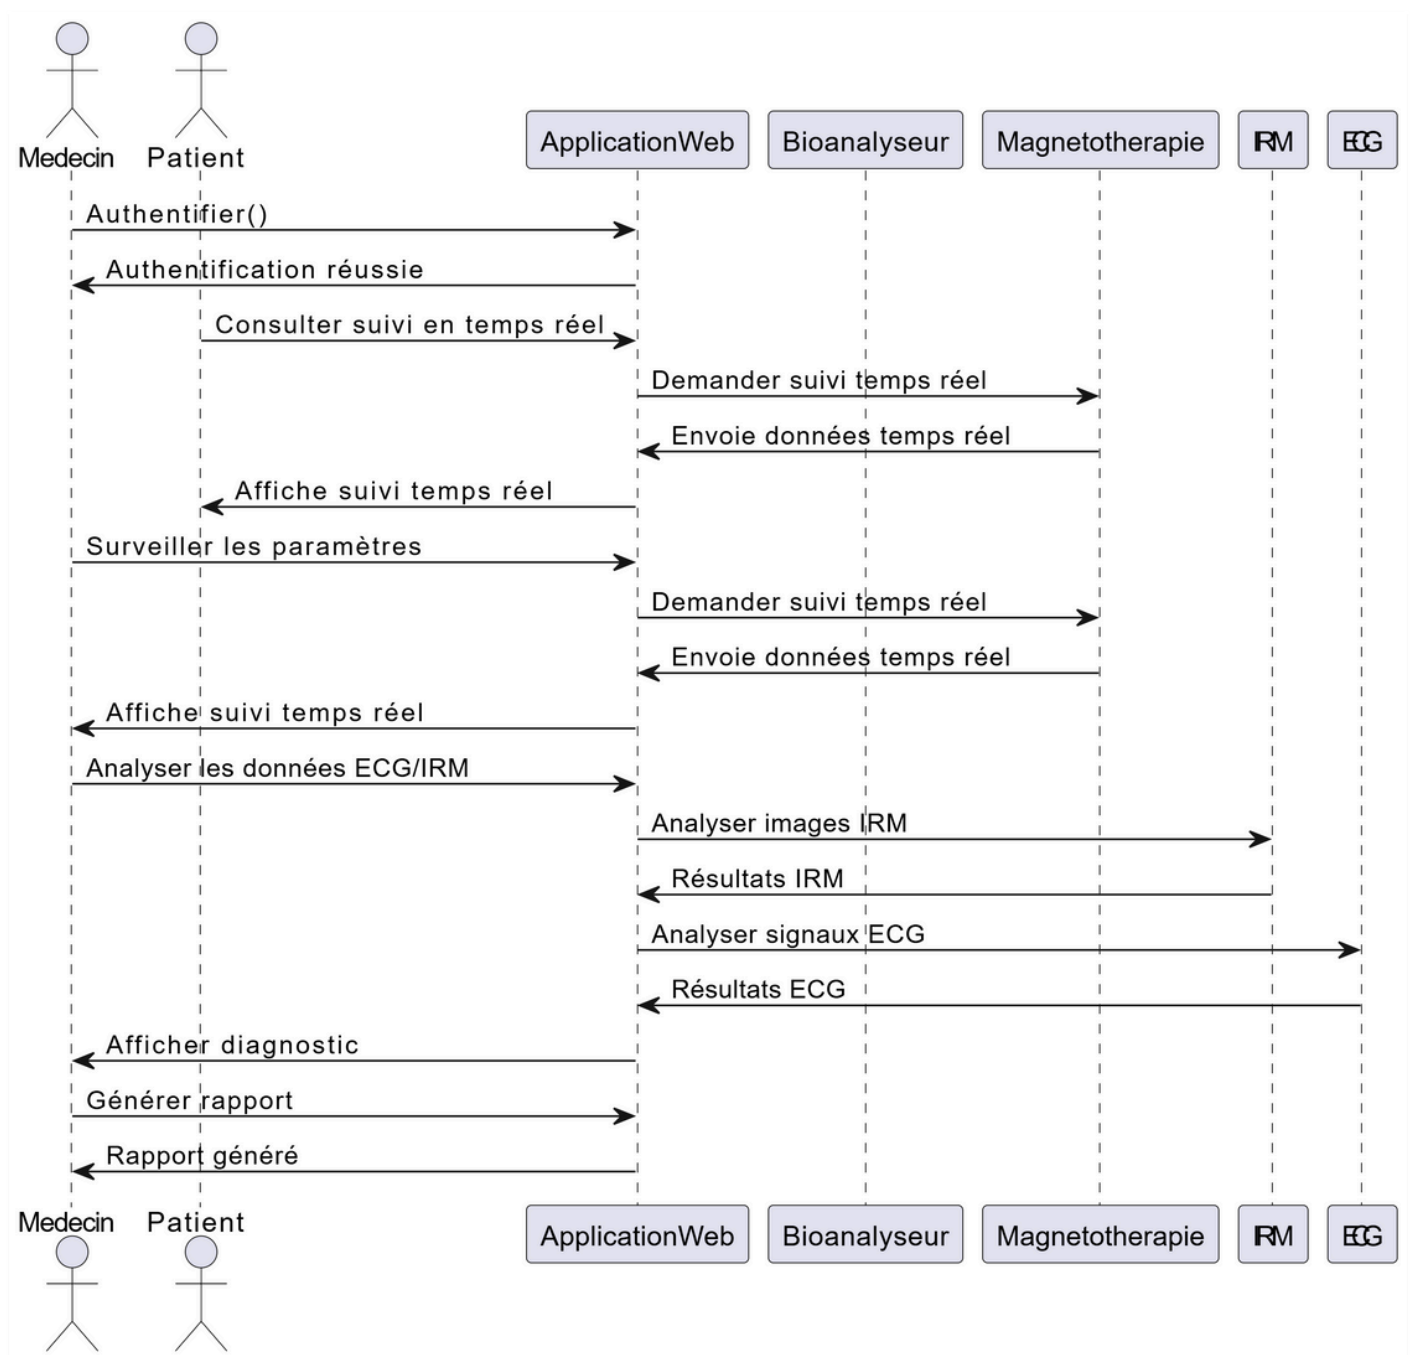 Medecin Patient
ApplicationWeb Bioanalyseur Magnetotherapie IRM ECG
Authentifier()
Authentification réussie
Consulter suivi en temps réel
Demander suivi temps réel
Envoie données temps réel
Affiche suivi temps réel
Surveiller les paramètres
Demander suivi temps réel
Envoie données temps réel
Affiche suivi temps réel
Analyser les données ECG/IRM
Analyser images IRM
Résultats IRM
Analyser signaux ECG
Résultats ECG
Afficher diagnostic
Générer rapport
Rapport généré
Medecin Patient
ApplicationWeb Bioanalyseur Magnetotherapie IRM ECG